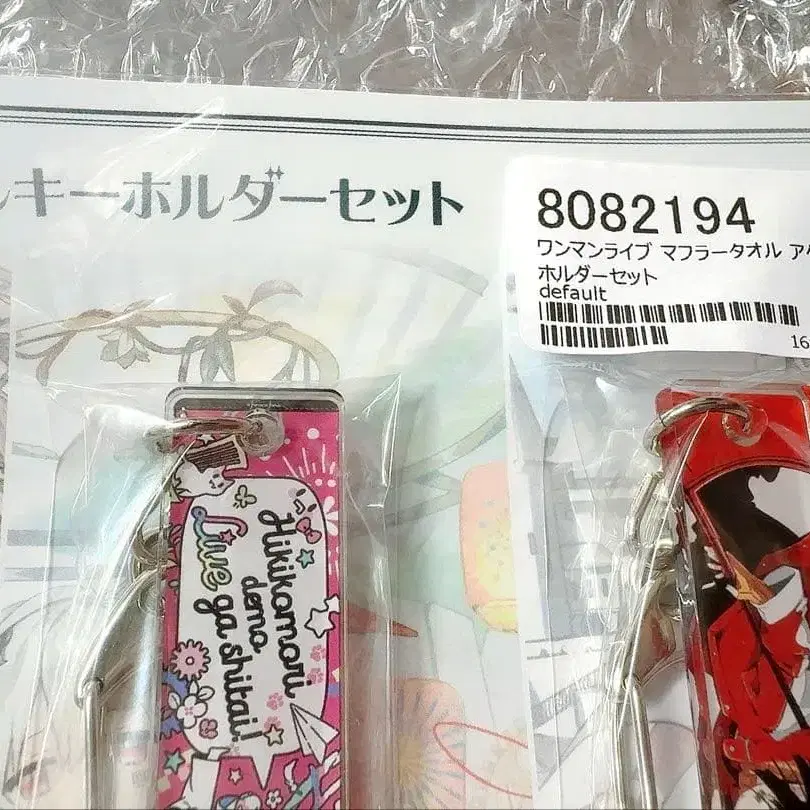 ルキーホルダーセット
8082194
ワンマンライブ マフラータオル アク
ホルダーセット
default
16
Hikikomori
demo
Live ga shitai!